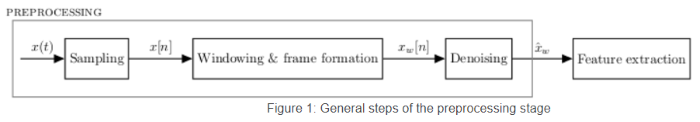 PREPROCESSING
x(t) Sampling x[n] Windowing & frame formation x_w[n] Denoising x̂_w Feature extraction
Figure 1: General steps of the preprocessing stage